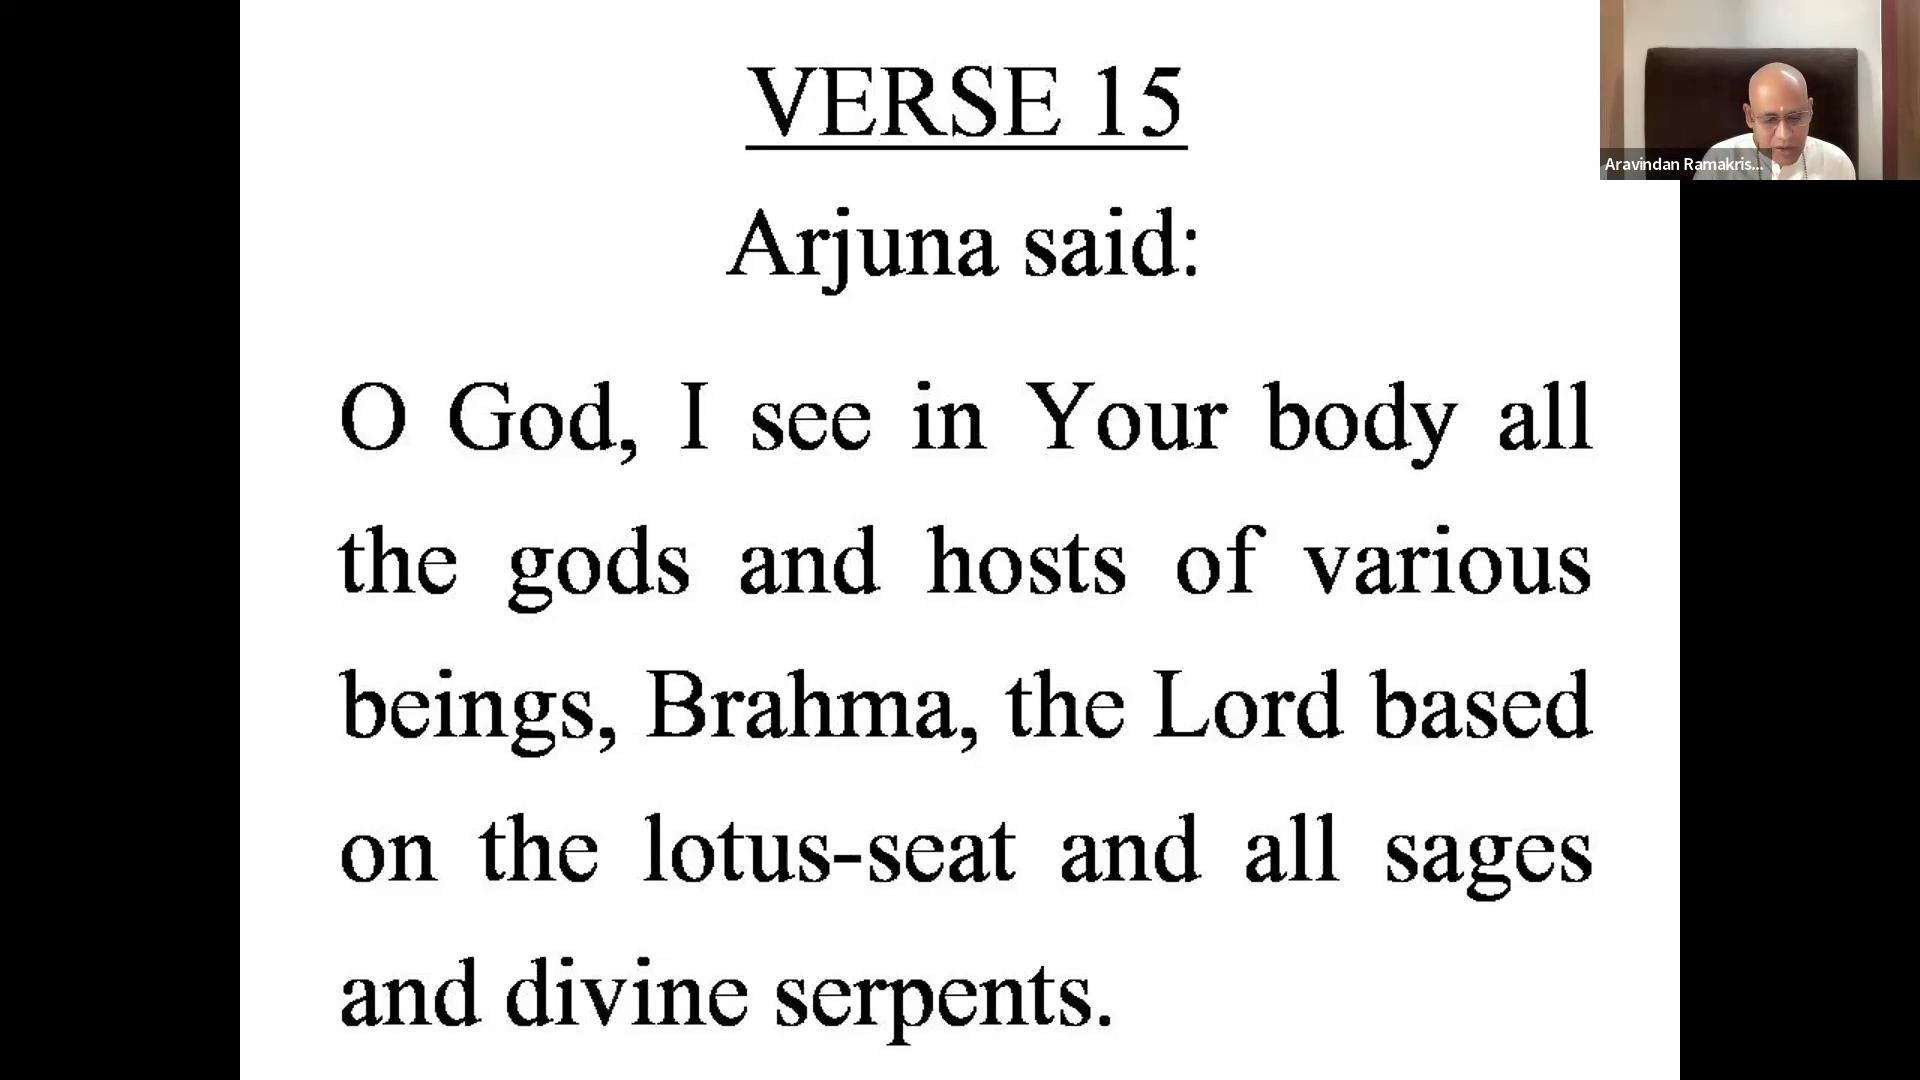 VERSE 15
Arjuna said:
O God, I see in Your body all
the gods and hosts of various
beings, Brahma, the Lord based
on the lotus-seat and all sages
and divine serpents.
Aravindan Ramakris...